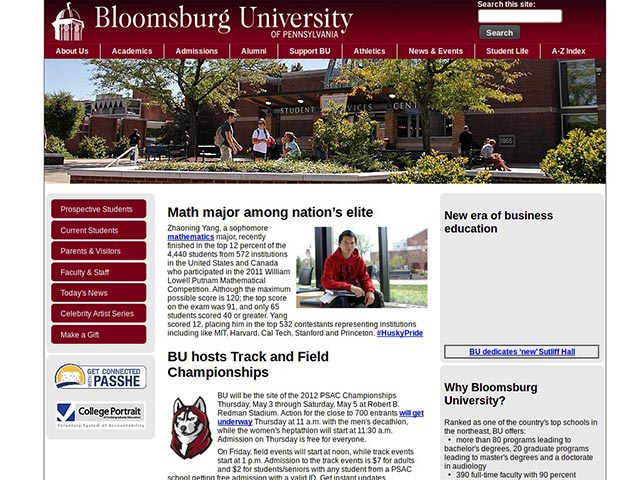 Bloomsburg University
OF PENNSYLVANIA
Search this site:
Search
About Us
Academics
Admissions
Alumni
Support BU
Athletics
News & Events
Student Life
A-Z Index
STUDENT SERVICES CENT
1985
Prospective Students
Current Students
Parents & Visitors
Faculty & Staff
Today's News
Celebrity Artist Series
Make a Gift
GET CONNECTED
WITH PASSHE
College Portrait
of Undergraduate Education
Voluntary System of Accountability
Math major among nation's elite
Zhaoning Yang, a sophomore
mathematics major, recently
finished in the top 12 percent of the
4,440 students from 572 institutions
in the United States and Canada
who participated in the 2011 William
Lowell Putnam Mathematical
Competition. Although the maximum
possible score is 120; the top score
on the exam was 91, and only 65
students scored 40 or greater. Yang
scored 12, placing him in the top 532 contestants representing institutions
including like MIT, Harvard, Cal Tech, Stanford and Princeton. #HuskyPride
BU hosts Track and Field
Championships
BU will be the site of the 2012 PSAC Championships
Thursday, May 3 through Saturday, May 5 at Robert B.
Redman Stadium. Action for the close to 700 entrants will get
underway Thursday at 11 a.m. with the men's decathlon,
while the women's heptathlon will start at 11:30 a.m.
Admission on Thursday is free for everyone.
On Friday, field events will start at noon, while track events
start at 1 p.m. Admission to the track events is $7 for adults
and $2 for students/seniors with any student from a PSAC
school getting free admission with a valid ID. Get instant updates
New era of business
education
BU dedicates 'new' Sutliff Hall
Why Bloomsburg
University?
Ranked as one of the country's top schools in
the northeast, BU offers:
• more than 80 programs leading to
bachelor's degrees, 20 graduate programs
leading to master's degrees and a doctorate
in audiology
• 390 full-time faculty with 90 percent